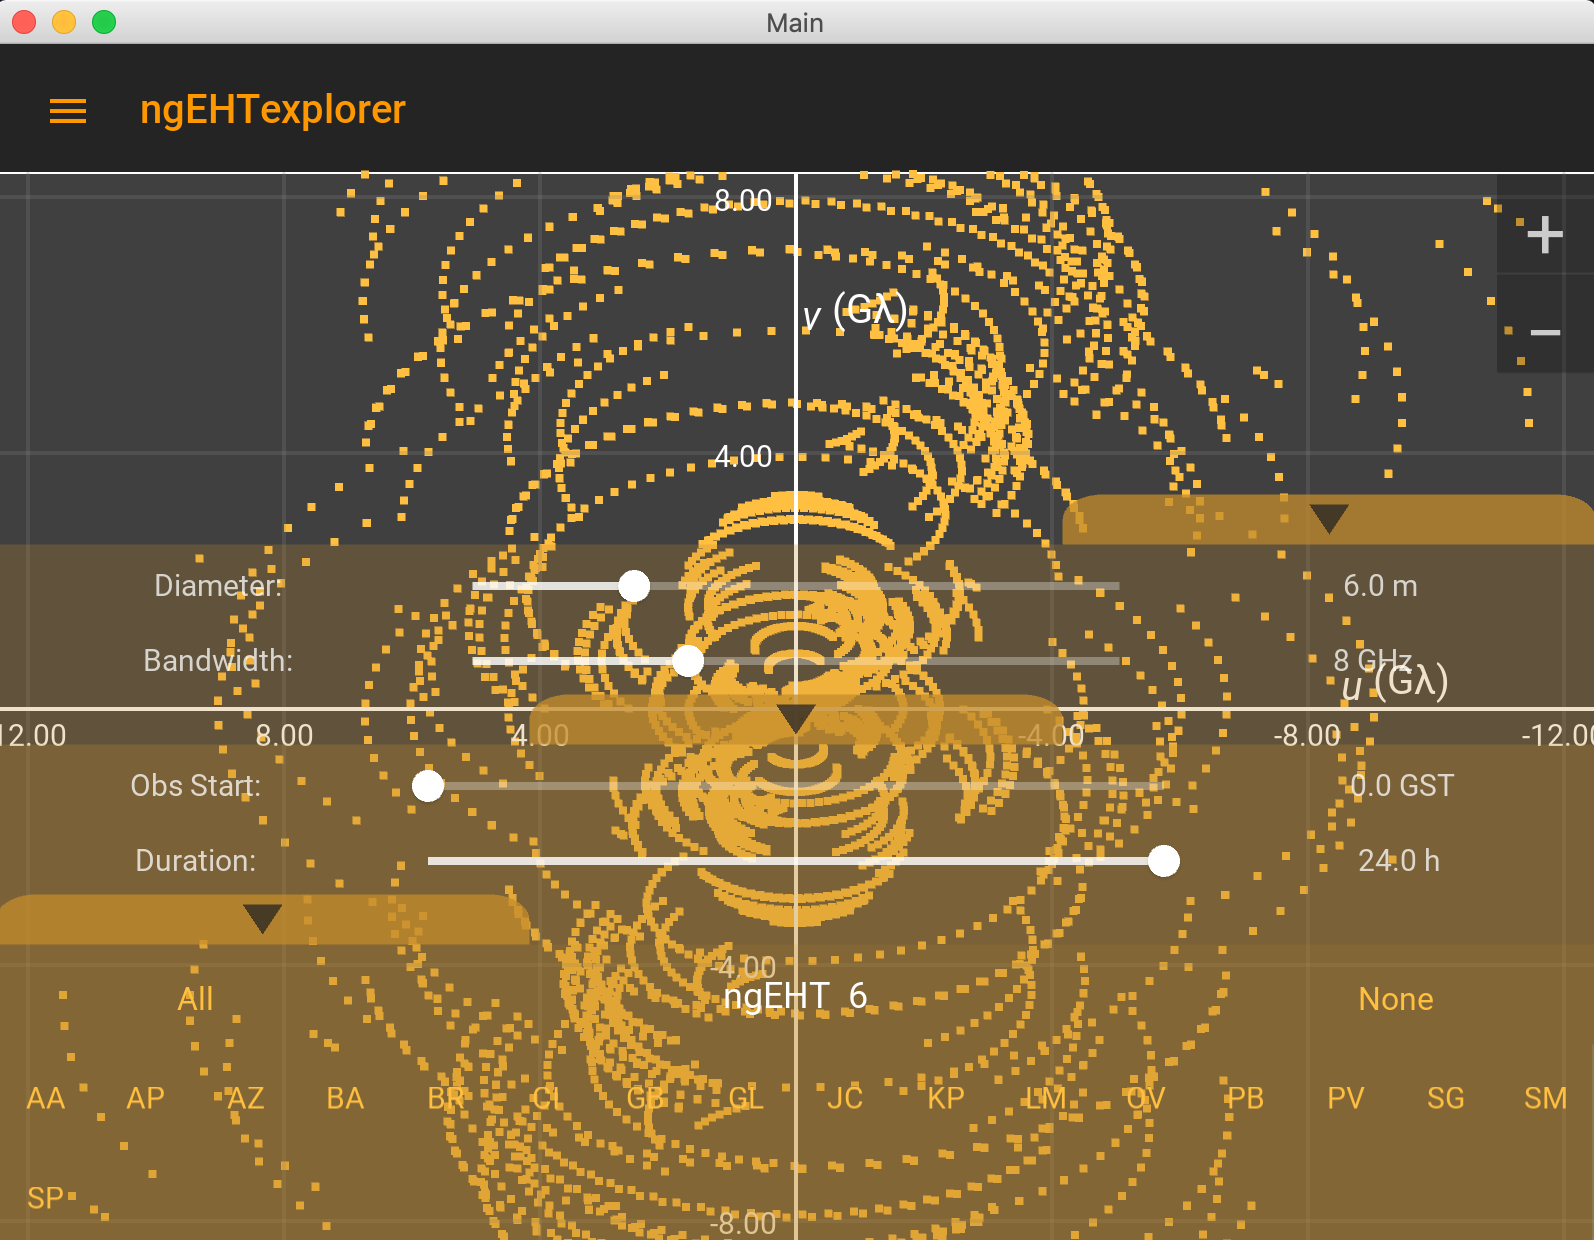 Main
ngEHTexplorer
8.00
+
v (Gλ)
−
4.00
Diameter: 6.0 m
Bandwidth: 8 GHz
u (Gλ)
12.00 8.00 4.00 -4.00 -8.00 -12.00
Obs Start: 0.0 GST
Duration: 24.0 h
-4.00
ngEHT 6
All None
AA AP AZ BA BR CI GB GL JC KP LM OV PB PV SG SM
SP
-8.00